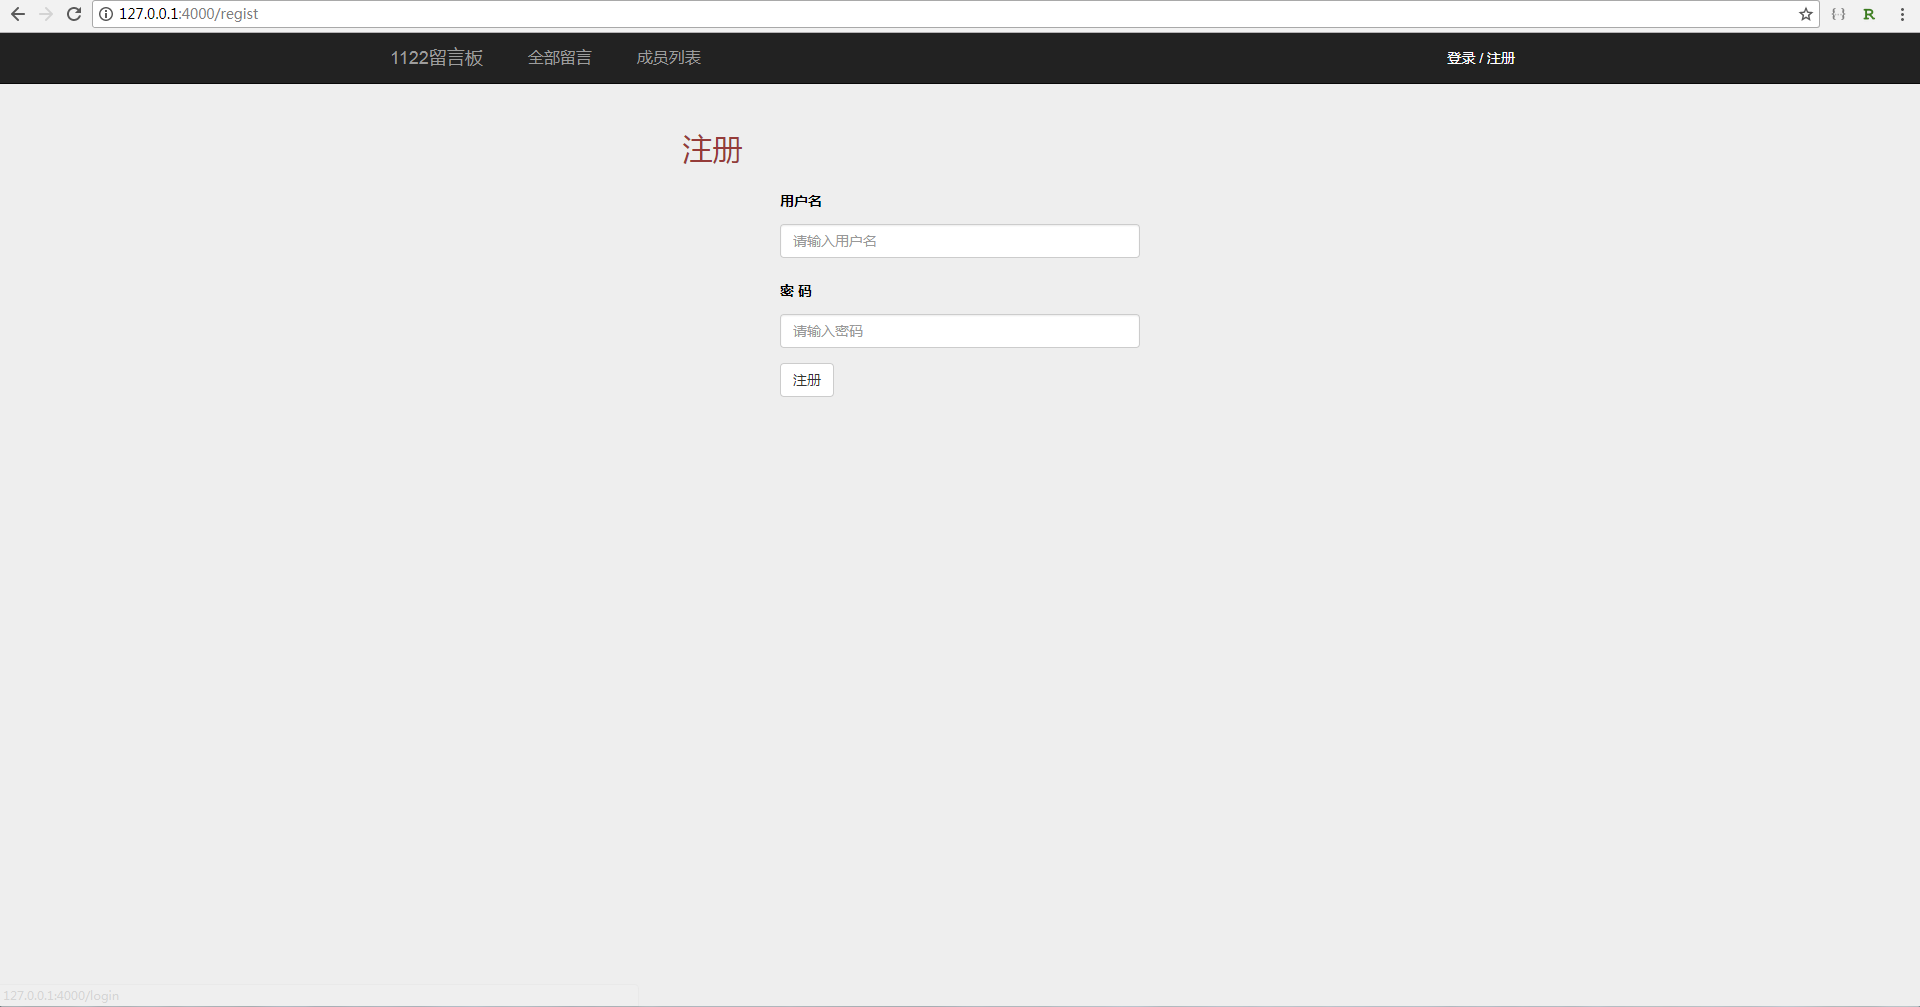 127.0.0.1:4000/regist
R
1122留言板 全部留言 成员列表 登录 / 注册
注册
用户名
请输入用户名
密 码
请输入密码
注册
127.0.0.1:4000/login